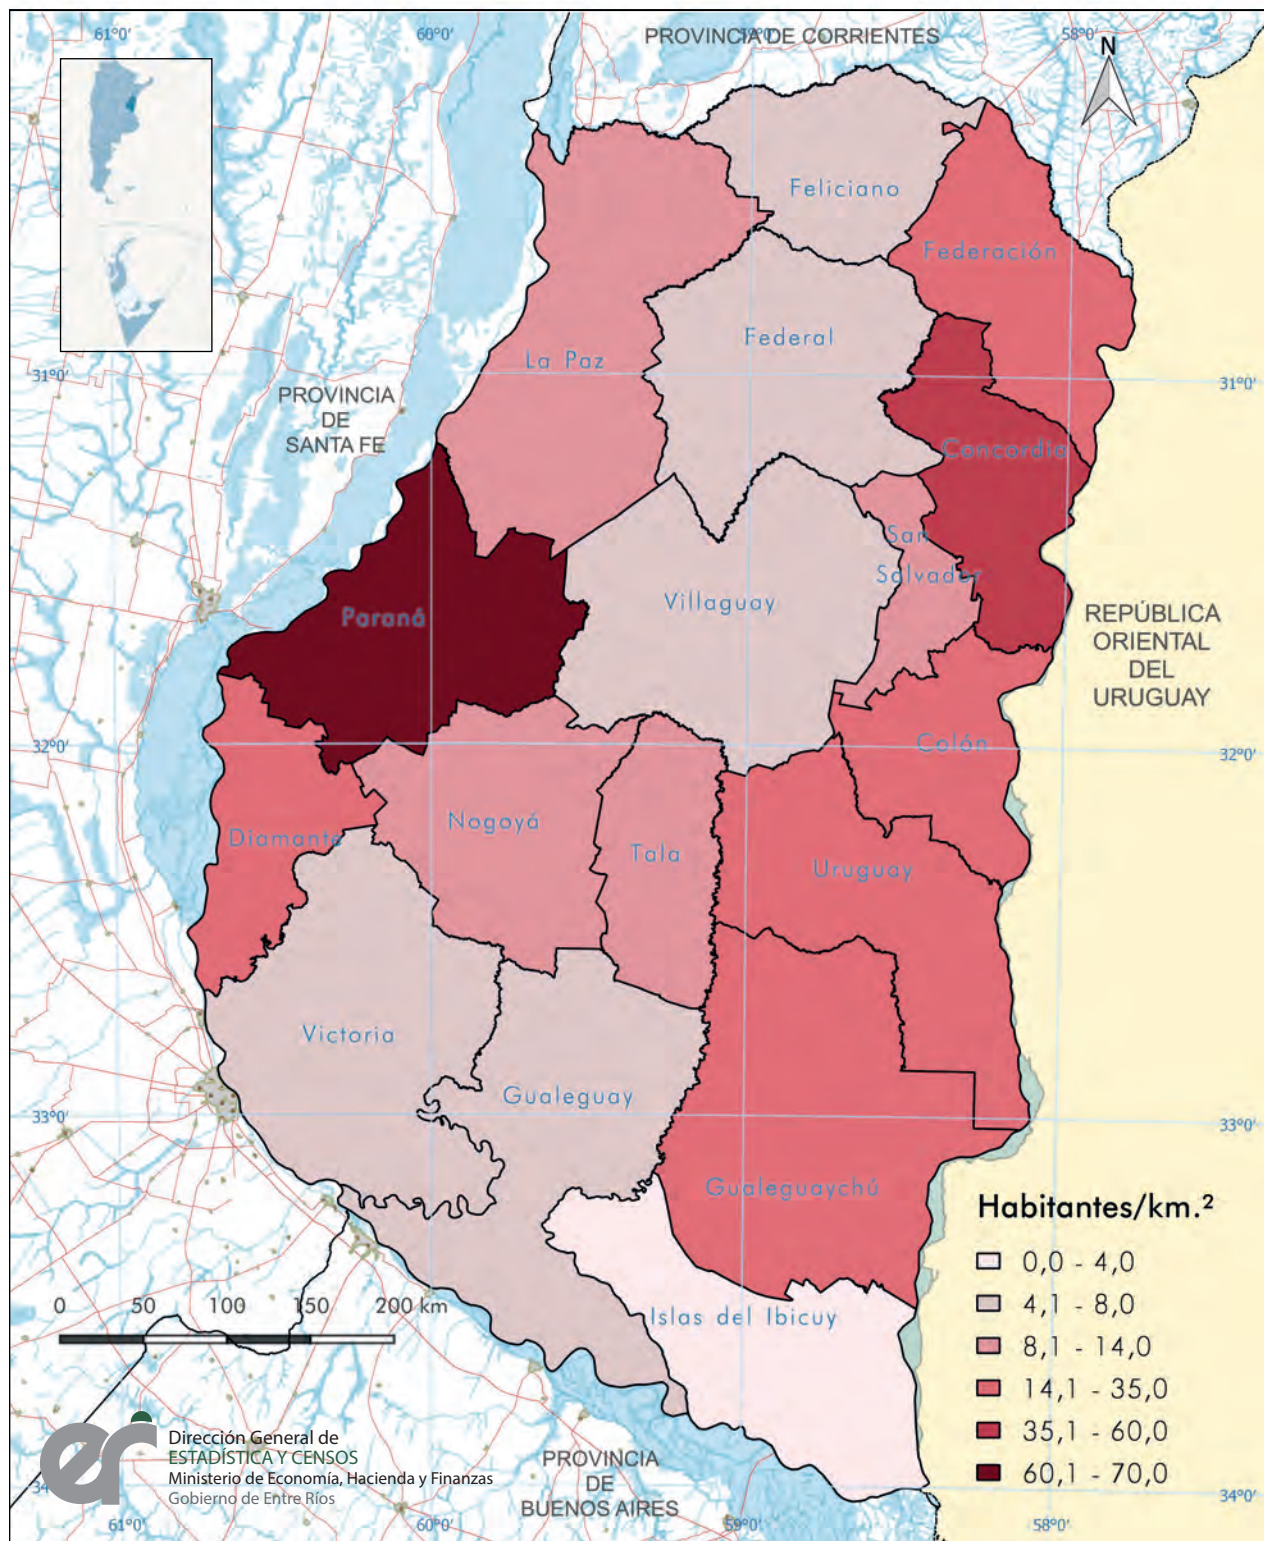 61°0'
60°0'
59°0'
58°0'
PROVINCIA DE CORRIENTES
N
Feliciano
Federación
Federal
La Paz
31°0'
31°0'
PROVINCIA
DE
SANTA FE
Concordia
San
Salvador
Villaguay
Paraná
REPÚBLICA
ORIENTAL
DEL
URUGUAY
32°0'
32°0'
Colón
Nogoyá
Diamante
Tala
Uruguay
Victoria
Gualeguay
33°0'
33°0'
Gualeguaychú
Islas del Ibicuy
Habitantes/km.²
0,0 - 4,0
4,1 - 8,0
8,1 - 14,0
14,1 - 35,0
35,1 - 60,0
60,1 - 70,0
0 50 100 150 200 km
er
Dirección General de
ESTADÍSTICA Y CENSOS
Ministerio de Economía, Hacienda y Finanzas
Gobierno de Entre Ríos
PROVINCIA
DE
BUENOS AIRES
34°0'
61°0'
60°0'
59°0'
58°0'